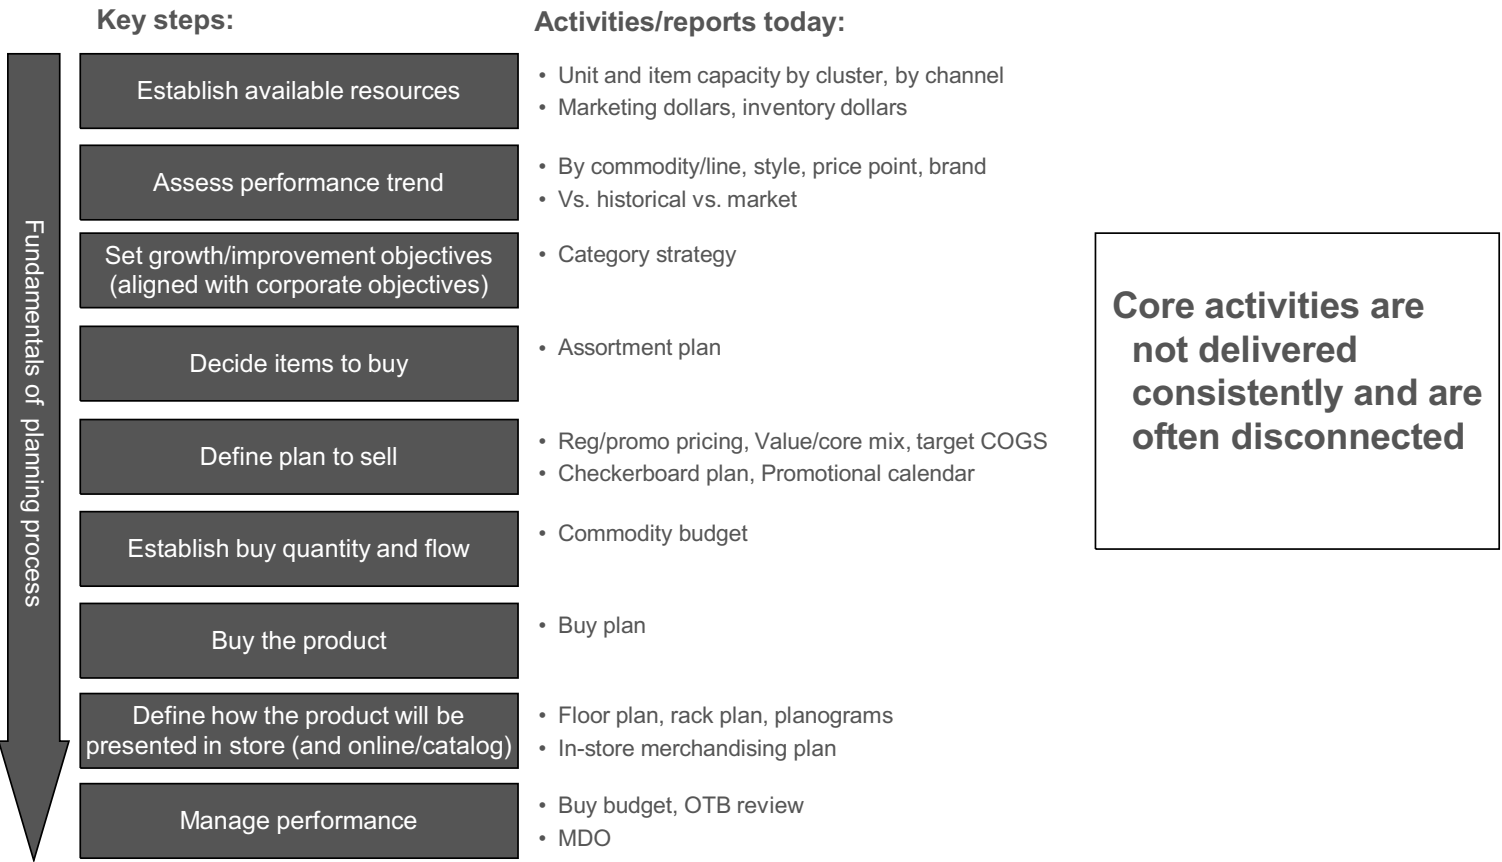 Key steps:
Activities/reports today:
Fundamentals of planning process
Establish available resources
• Unit and item capacity by cluster, by channel
• Marketing dollars, inventory dollars
Assess performance trend
• By commodity/line, style, price point, brand
• Vs. historical vs. market
Set growth/improvement objectives
(aligned with corporate objectives)
• Category strategy
Decide items to buy
• Assortment plan
Define plan to sell
• Reg/promo pricing, Value/core mix, target COGS
• Checkerboard plan, Promotional calendar
Establish buy quantity and flow
• Commodity budget
Buy the product
• Buy plan
Define how the product will be
presented in store (and online/catalog)
• Floor plan, rack plan, planograms
• In-store merchandising plan
Manage performance
• Buy budget, OTB review
• MDO
Core activities are
not delivered
consistently and are
often disconnected